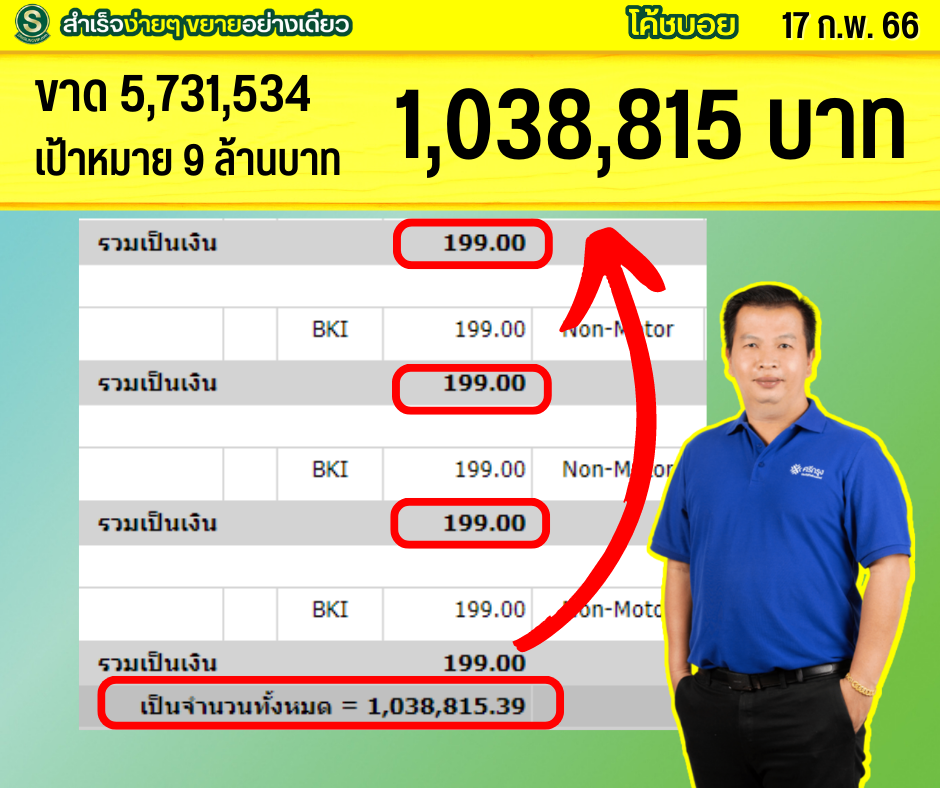 S สำเร็จง่ายๆ ขยายอย่างเดียว
โค้ชบอย 17 ก.พ. 66
ขาด 5,731,534
เป้าหมาย 9 ล้านบาท
1,038,815 บาท
รวมเป็นเงิน 199.00
BKI 199.00 Non-Motor
รวมเป็นเงิน 199.00
BKI 199.00 Non-Motor
รวมเป็นเงิน 199.00
BKI 199.00 Non-Motor
รวมเป็นเงิน 199.00
เป็นจำนวนทั้งหมด = 1,038,815.39
ศรีกรุง